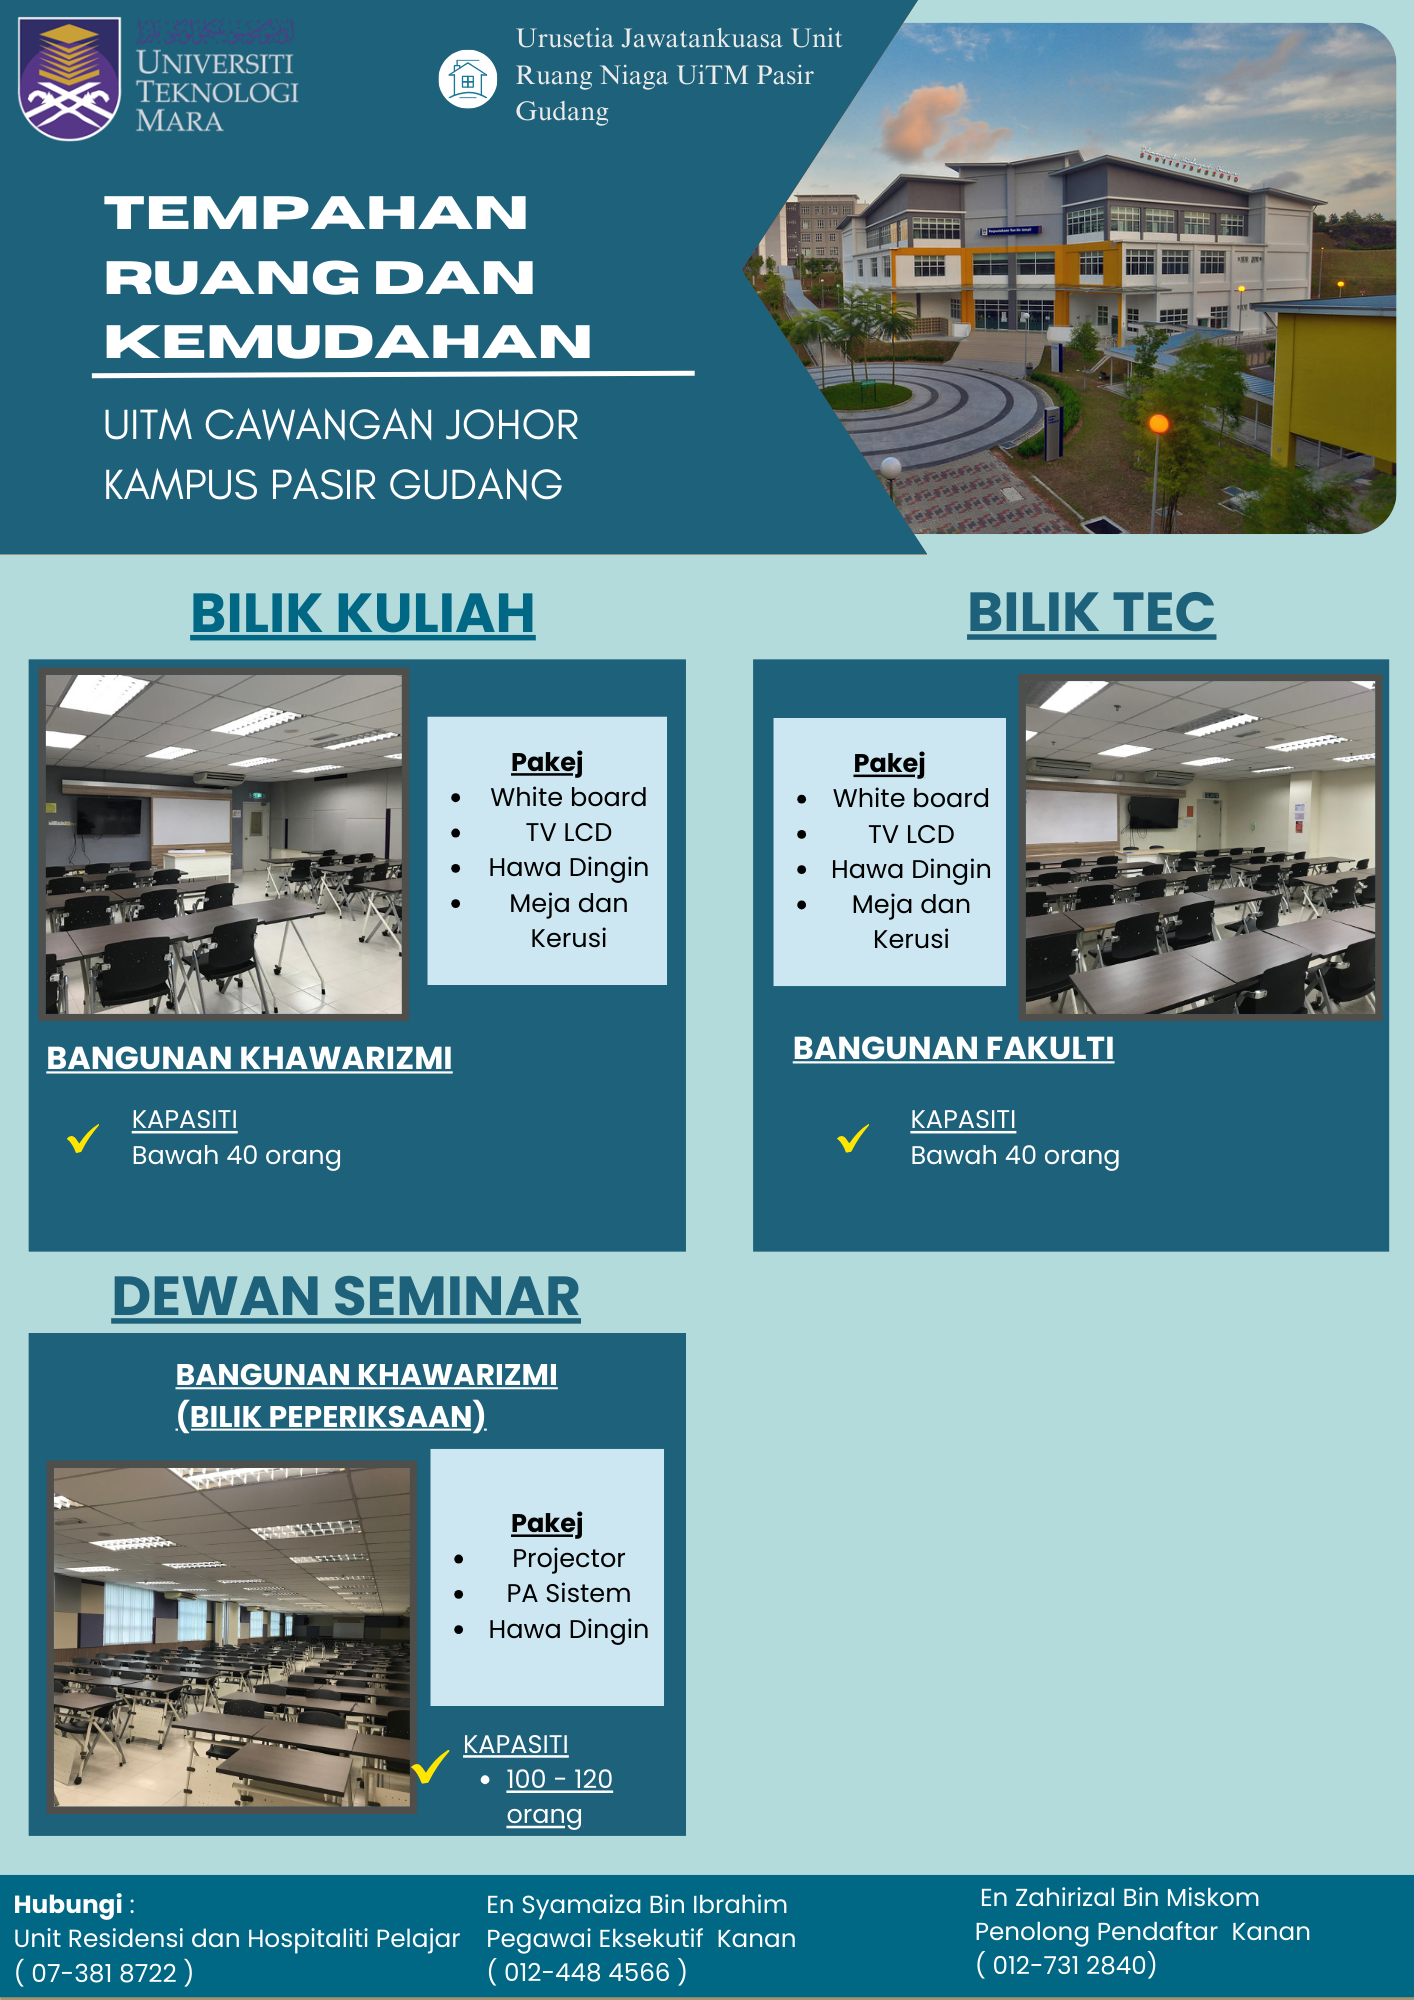 UNIVERSITI
TEKNOLOGI
MARA
Urusetia Jawatankuasa Unit
Ruang Niaga UiTM Pasir
Gudang
TEMPAHAN
RUANG DAN
KEMUDAHAN
UITM CAWANGAN JOHOR
KAMPUS PASIR GUDANG
BILIK KULIAH
Pakej
• White board
• TV LCD
• Hawa Dingin
• Meja dan
Kerusi
BANGUNAN KHAWARIZMI
KAPASITI
Bawah 40 orang
BILIK TEC
Pakej
• White board
• TV LCD
• Hawa Dingin
• Meja dan
Kerusi
BANGUNAN FAKULTI
KAPASITI
Bawah 40 orang
DEWAN SEMINAR
BANGUNAN KHAWARIZMI
(BILIK PEPERIKSAAN)
Pakej
• Projector
• PA Sistem
• Hawa Dingin
KAPASITI
• 100 - 120
orang
Hubungi :
Unit Residensi dan Hospitaliti Pelajar
( 07-381 8722 )
En Syamaiza Bin Ibrahim
Pegawai Eksekutif Kanan
( 012-448 4566 )
En Zahirizal Bin Miskom
Penolong Pendaftar Kanan
( 012-731 2840)